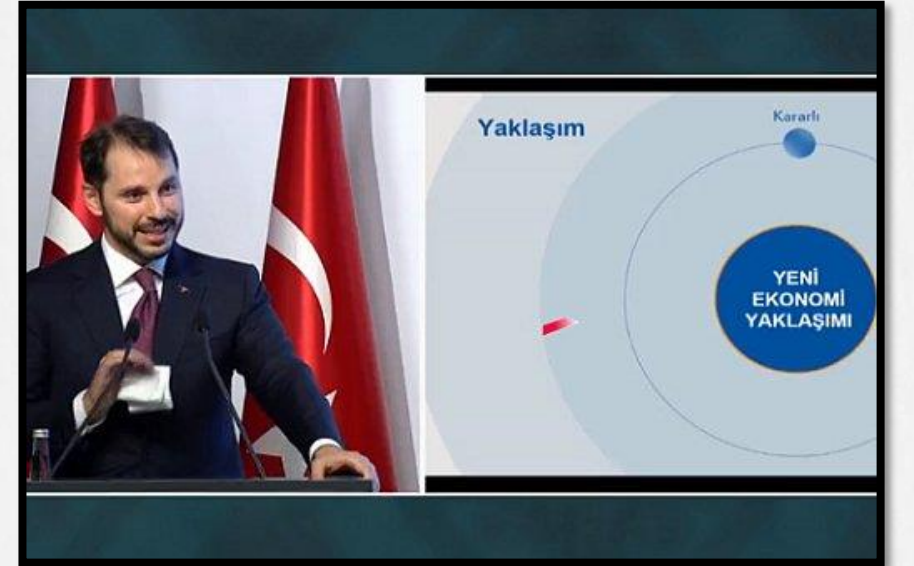 Yaklaşım
Kararlı
YENİ
EKONOMİ
YAKLAŞIMI